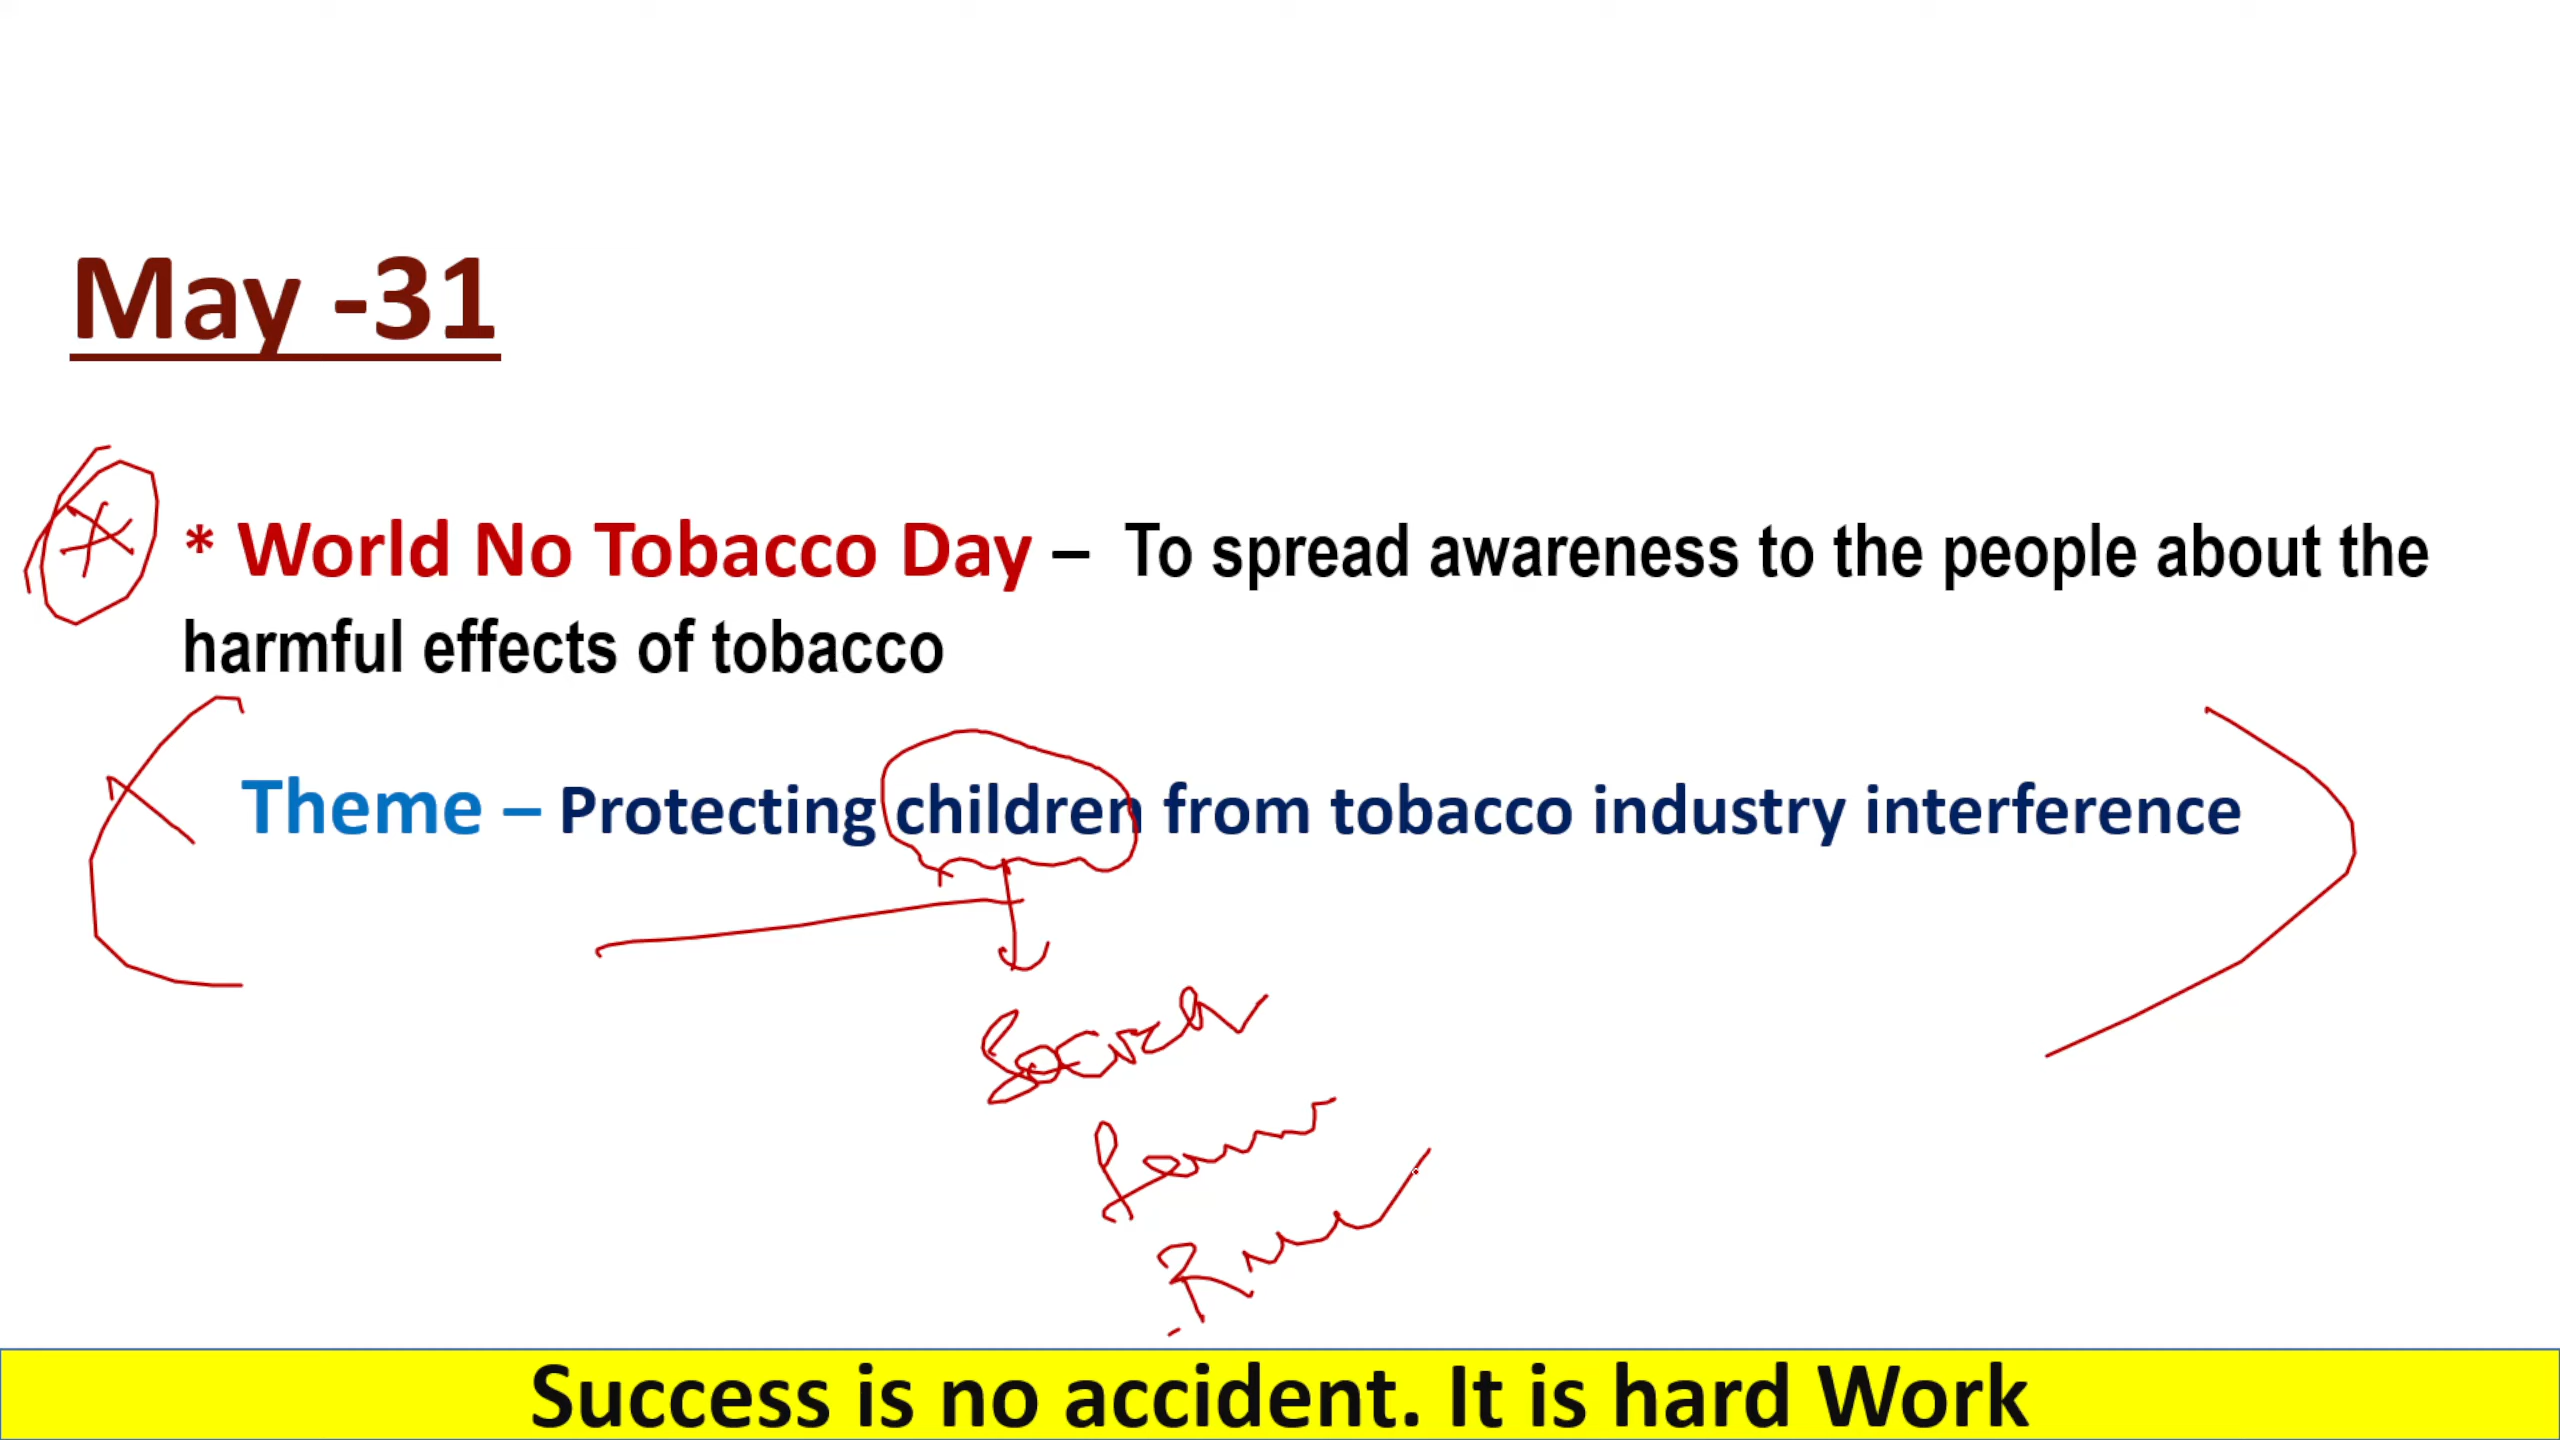 May -31
* World No Tobacco Day – To spread awareness to the people about the
harmful effects of tobacco
Theme – Protecting children from tobacco industry interference
Success is no accident. It is hard Work